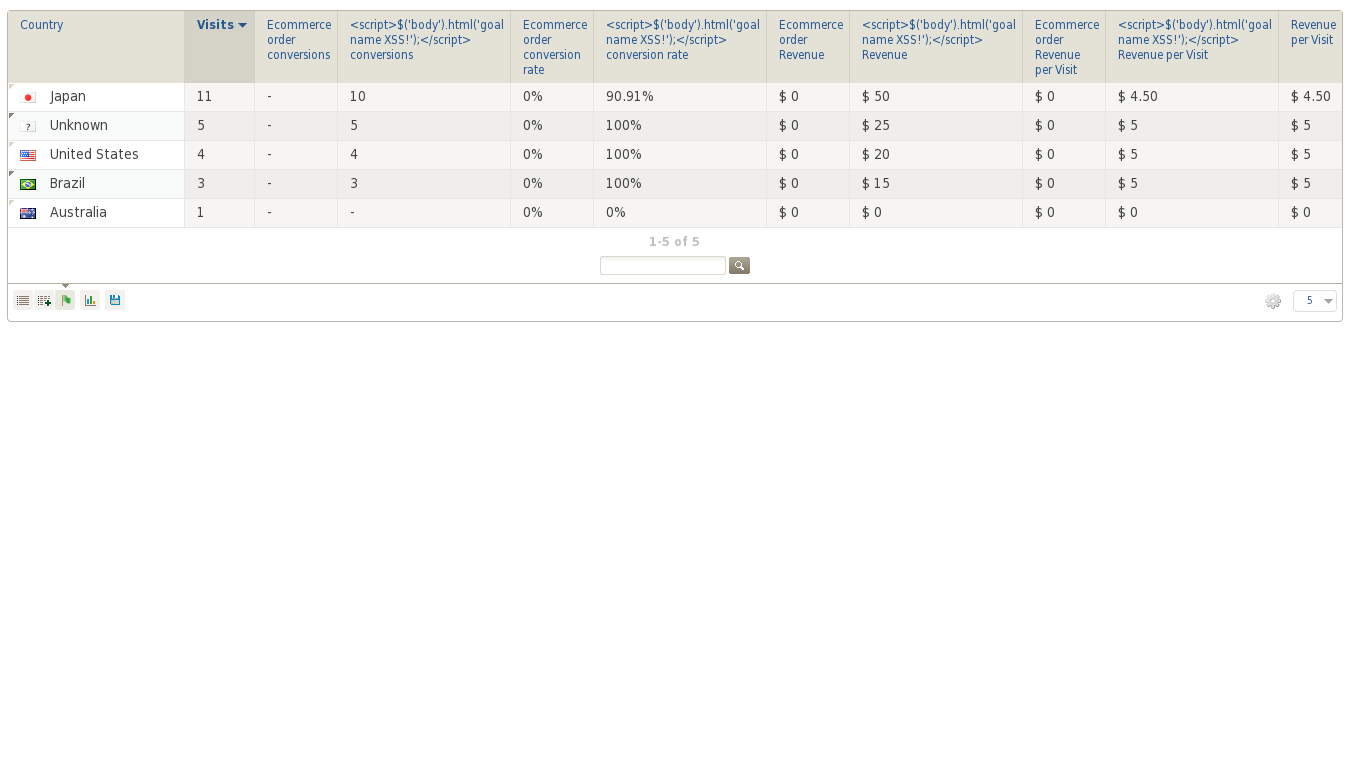 Country
Visits
Ecommerce
order
conversions
<script>$('body').html('goal
name XSS!');</script>
conversions
Ecommerce
order
conversion
rate
<script>$('body').html('goal
name XSS!');</script>
conversion rate
Ecommerce
order
Revenue
<script>$('body').html('goal
name XSS!');</script>
Revenue
Ecommerce
order
Revenue
per Visit
<script>$('body').html('goal
name XSS!');</script>
Revenue per Visit
Revenue
per Visit
Japan 11 - 10 0% 90.91% $ 0 $ 50 $ 0 $ 4.50 $ 4.50
? Unknown 5 - 5 0% 100% $ 0 $ 25 $ 0 $ 5 $ 5
United States 4 - 4 0% 100% $ 0 $ 20 $ 0 $ 5 $ 5
Brazil 3 - 3 0% 100% $ 0 $ 15 $ 0 $ 5 $ 5
Australia 1 - - 0% 0% $ 0 $ 0 $ 0 $ 0 $ 0
1-5 of 5
5